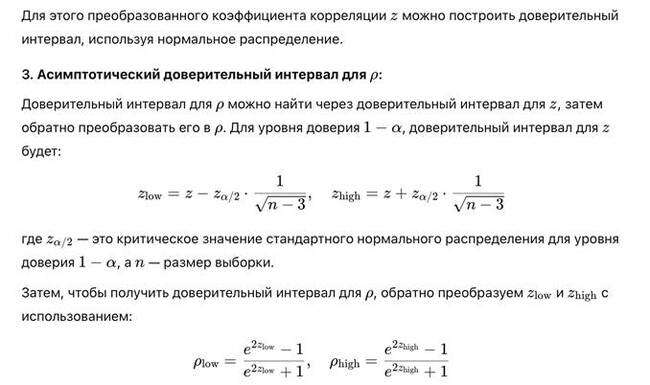 Для этого преобразованного коэффициента корреляции z можно построить доверительный
интервал, используя нормальное распределение.
3. Асимптотический доверительный интервал для ρ:
Доверительный интервал для ρ можно найти через доверительный интервал для z, затем
обратно преобразовать его в ρ. Для уровня доверия 1 − α, доверительный интервал для z
будет:
z_low = z − z_{α/2} · 1/√(n − 3), z_high = z + z_{α/2} · 1/√(n − 3)
где z_{α/2} — это критическое значение стандартного нормального распределения для уровня
доверия 1 − α, а n — размер выборки.
Затем, чтобы получить доверительный интервал для ρ, обратно преобразуем z_low и z_high с
использованием:
ρ_low = (e^{2z_low} − 1)/(e^{2z_low} + 1), ρ_high = (e^{2z_high} − 1)/(e^{2z_high} + 1)